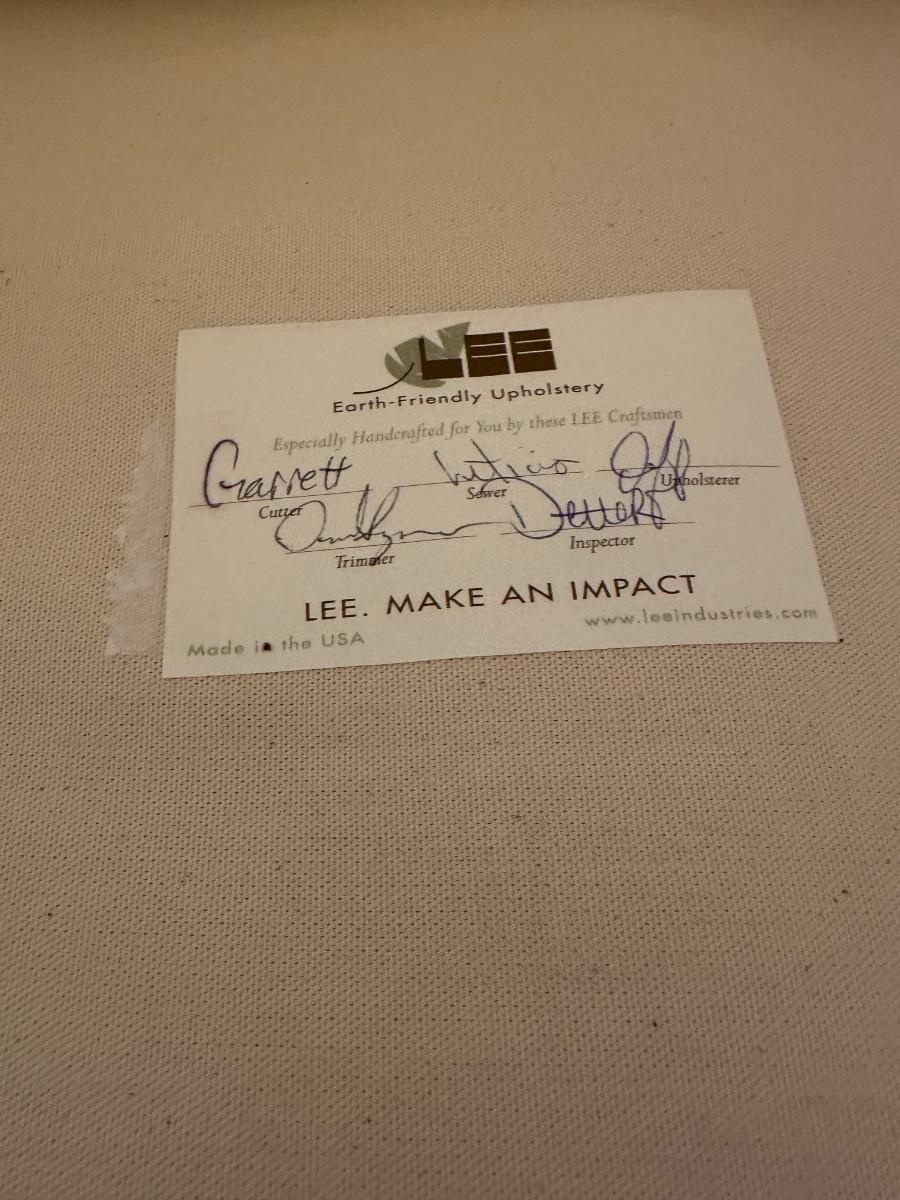 LEE
Earth-Friendly Upholstery
Especially Handcrafted for You by these LEE Craftsmen
Garrett
Cutter
Sewer
Upholsterer
Trimmer
Inspector
LEE. MAKE AN IMPACT
Made in the USA
www.leeindustries.com